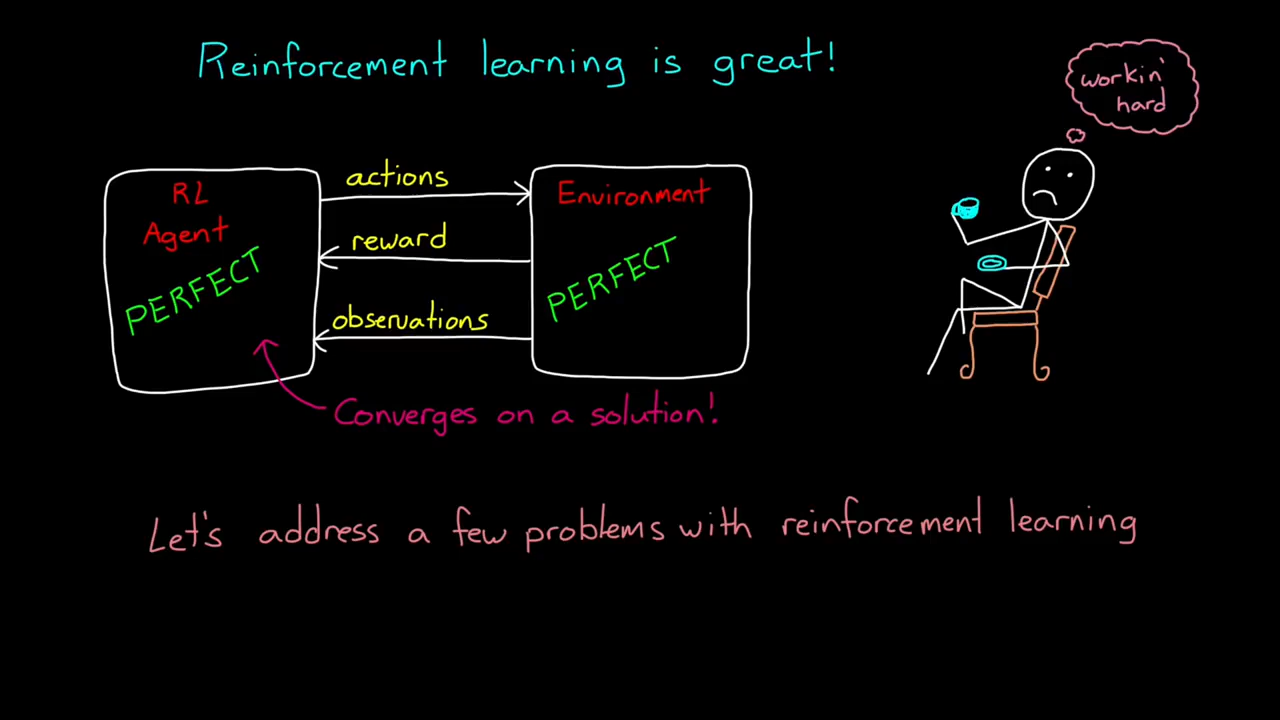 Reinforcement learning is great!
workin'
hard
RL
Agent
PERFECT
actions
reward
observations
Environment
PERFECT
Converges on a solution!
Let's address a few problems with reinforcement learning